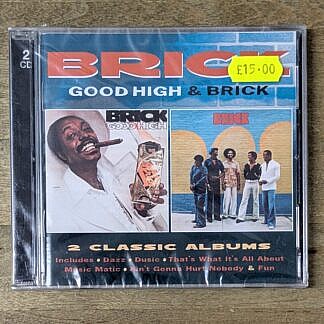 2
CD
BRICK
£15.00
GOOD HIGH & BRICK
BRICK
GOOD HIGH
BRICK
2 CLASSIC ALBUMS
Includes • Dazz • Dusic • That's What It's All About
Music Matic • Ain't Gonna Hurt Nobody & Fun